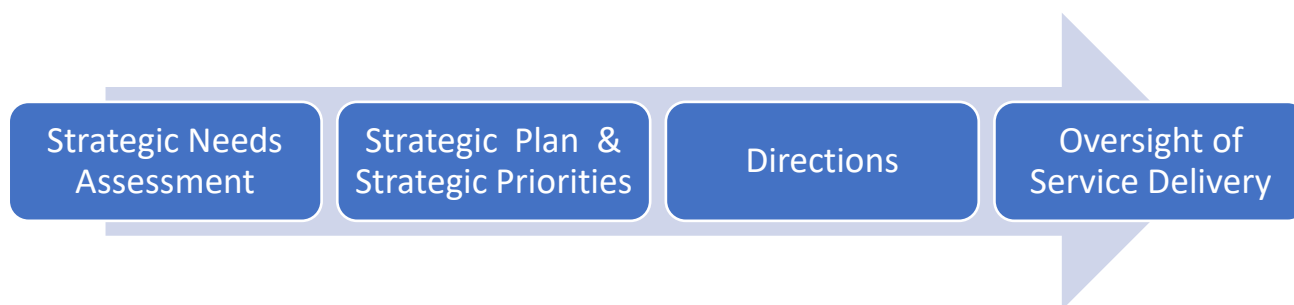 Strategic Needs
Assessment
Strategic Plan &
Strategic Priorities
Directions
Oversight of
Service Delivery